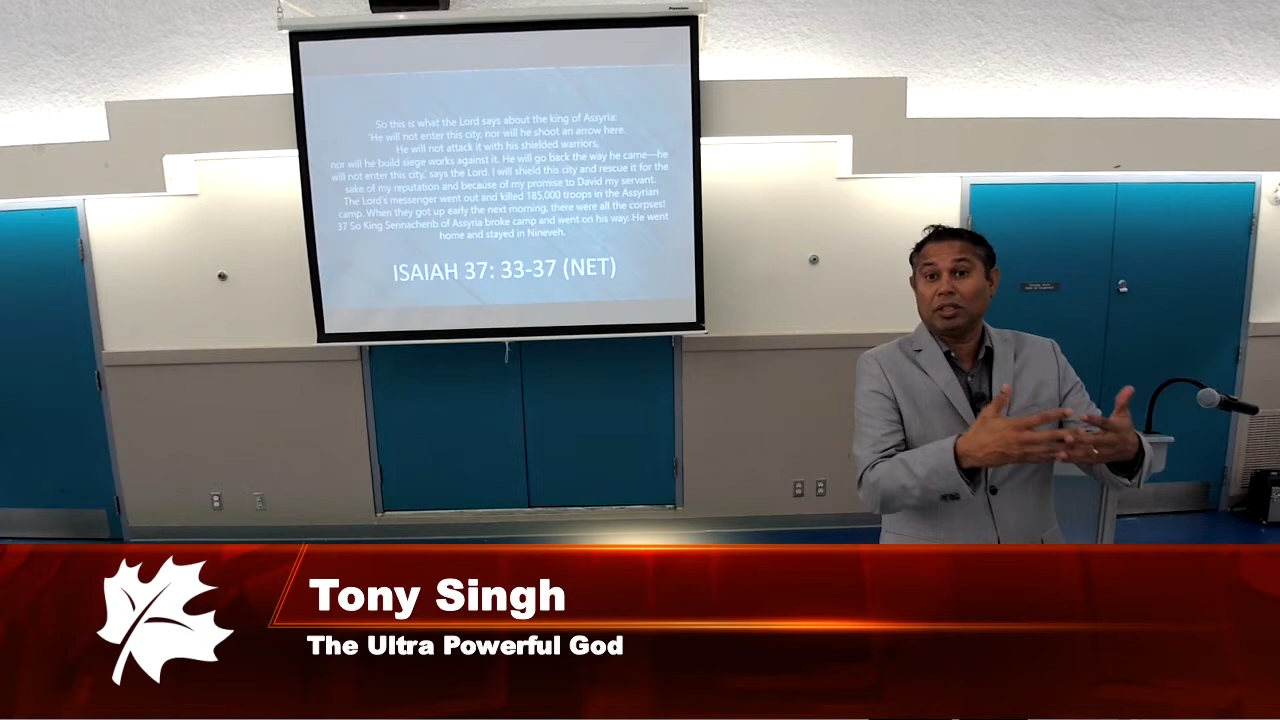 So this is what the Lord says about the king of Assyria:
'He will not enter this city, nor will he shoot an arrow here.
He will not attack it with his shielded warriors,
nor will he build siege works against it. He will go back the way he came—he
will not enter this city,' says the Lord. I will shield this city and rescue it for the
sake of my reputation and because of my promise to David my servant.
The Lord's messenger went out and killed 185,000 troops in the Assyrian
camp. When they got up early the next morning, there were all the corpses!
37 So King Sennacherib of Assyria broke camp and went on his way. He went
home and stayed in Nineveh.
ISAIAH 37: 33-37 (NET)
Tony Singh
The Ultra Powerful God